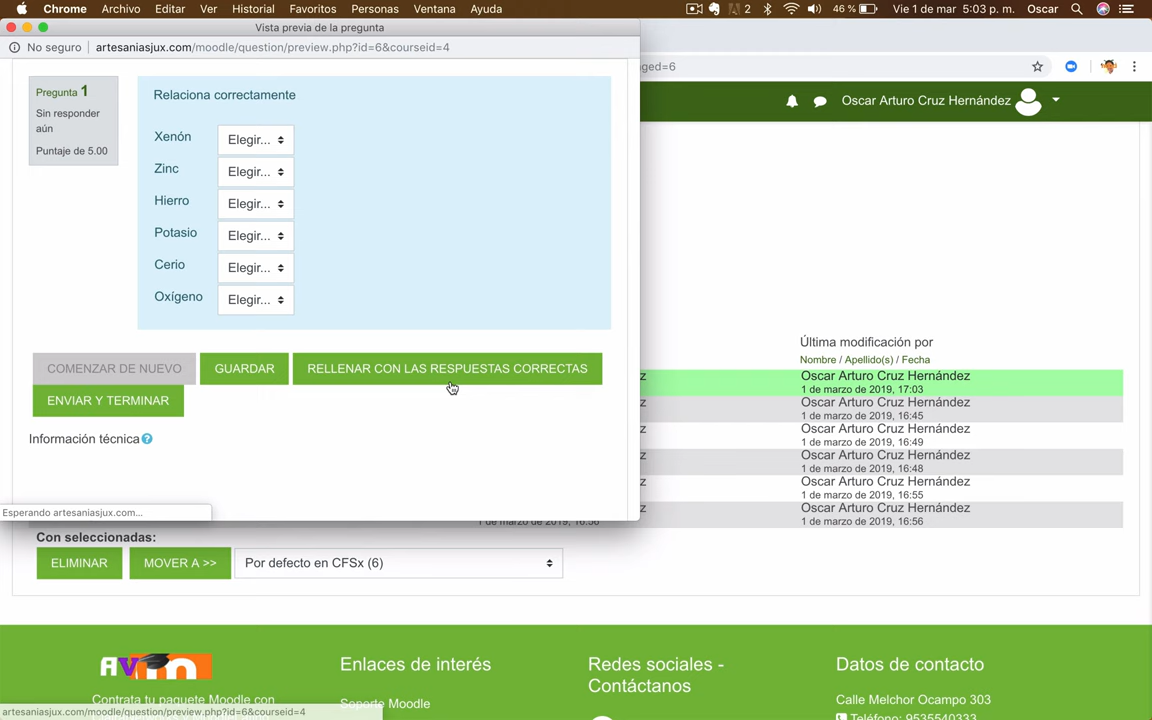 Chrome Archivo Editar Ver Historial Favoritos Personas Ventana Ayuda 2 46 % Vie 1 de mar 5:03 p. m. Oscar
Vista previa de la pregunta
No seguro artesaniasjux.com/moodle/question/preview.php?id=6&courseid=4
ged=6
Oscar Arturo Cruz Hernández
Pregunta 1
Sin responder
aún
Puntaje de 5.00
Relaciona correctamente
Xenón Elegir...
Zinc Elegir...
Hierro Elegir...
Potasio Elegir...
Cerio Elegir...
Oxígeno Elegir...
COMENZAR DE NUEVO GUARDAR RELLENAR CON LAS RESPUESTAS CORRECTAS
ENVIAR Y TERMINAR
Información técnica ?
Esperando artesaniasjux.com...
Última modificación por
Nombre / Apellido(s) / Fecha
z Oscar Arturo Cruz Hernández
1 de marzo de 2019, 17:03
z Oscar Arturo Cruz Hernández
1 de marzo de 2019, 16:45
z Oscar Arturo Cruz Hernández
1 de marzo de 2019, 16:49
z Oscar Arturo Cruz Hernández
1 de marzo de 2019, 16:48
z Oscar Arturo Cruz Hernández
1 de marzo de 2019, 16:55
z Oscar Arturo Cruz Hernández
1 de marzo de 2019, 16:56
Con seleccionadas:
ELIMINAR MOVER A >> Por defecto en CFSx (6)
Enlaces de interés
Soporte Moodle
Redes sociales -
Contáctanos
Datos de contacto
Calle Melchor Ocampo 303
Teléfono: 9535540333
Contrata tu paquete Moodle con
artesaniasjux.com/moodle/question/preview.php?id=6&courseid=4